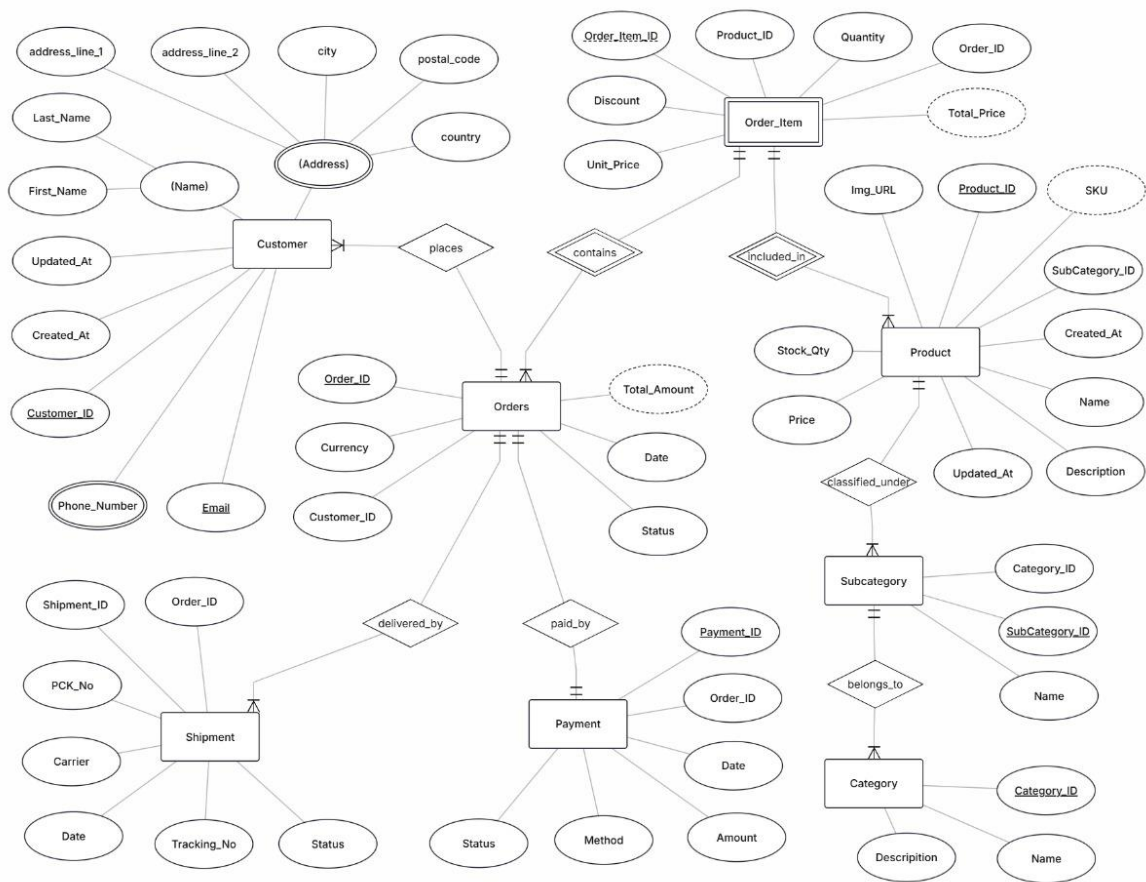 address_line_1
address_line_2
city
postal_code
country
Last_Name
(Address)
First_Name
(Name)
Customer
Updated_At
Created_At
Customer_ID
Phone_Number
Email
places
contains
included_in
Order_Item_ID
Product_ID
Quantity
Order_ID
Discount
Order_Item
Total_Price
Unit_Price
Img_URL
Product_ID
SKU
SubCategory_ID
Stock_Qty
Product
Created_At
Price
Name
Updated_At
Description
Order_ID
Orders
Total_Amount
Currency
Date
Customer_ID
Status
classified_under
Subcategory
Category_ID
SubCategory_ID
Name
belongs_to
Category
Category_ID
Descripition
Name
delivered_by
paid_by
Shipment_ID
Order_ID
PCK_No
Shipment
Carrier
Date
Tracking_No
Status
Payment_ID
Order_ID
Payment
Date
Status
Method
Amount